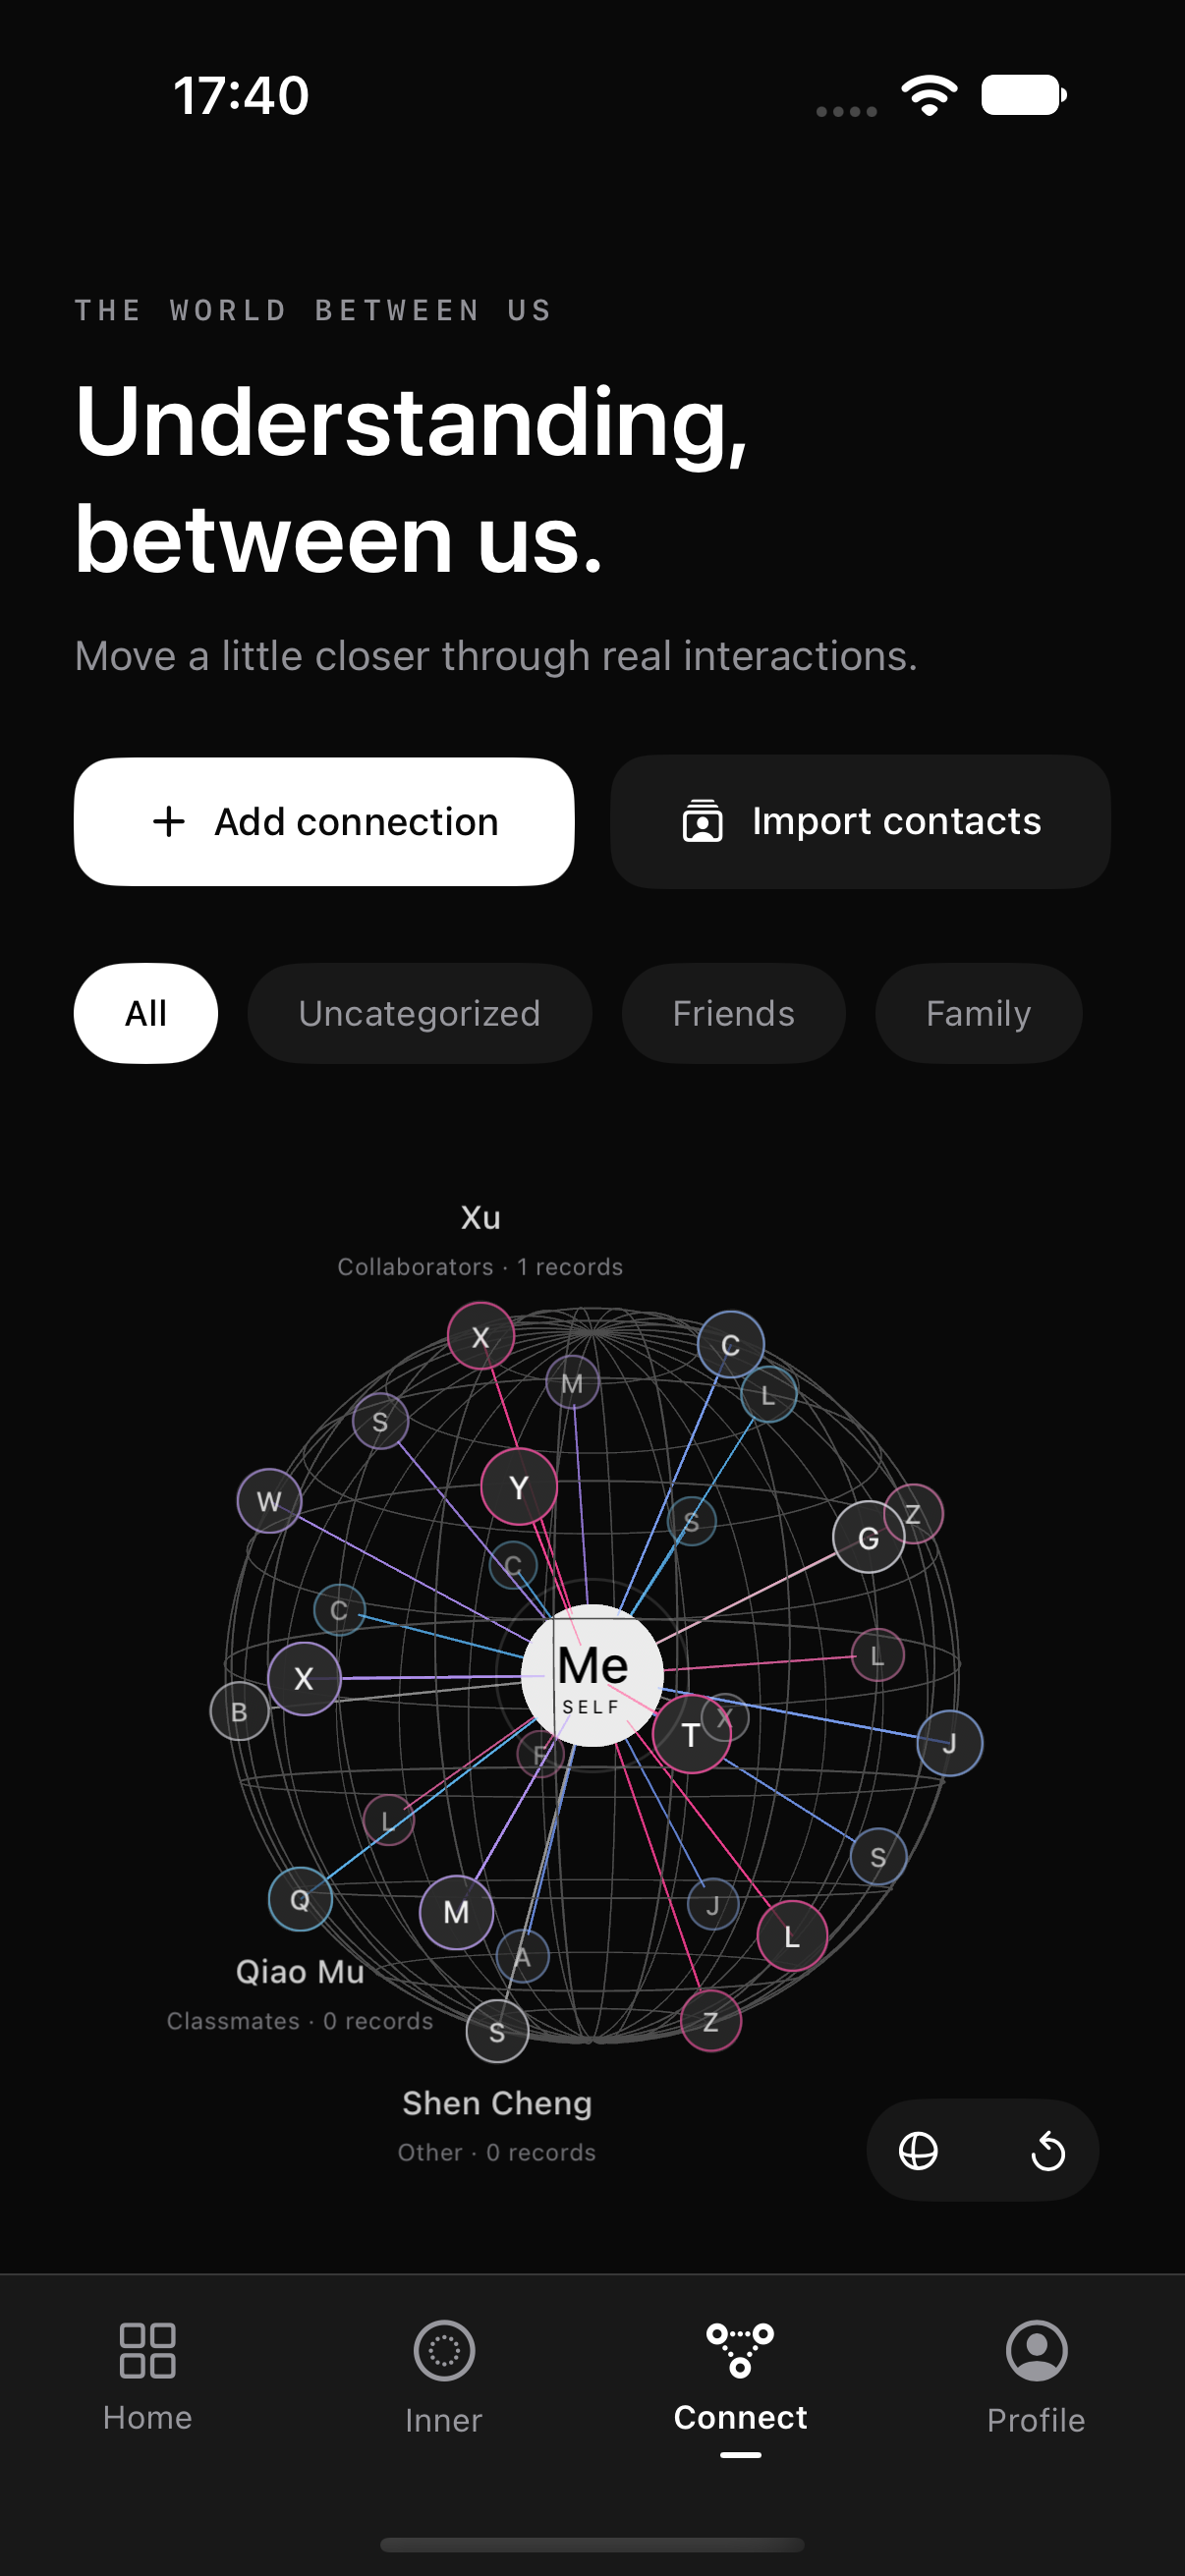 17:40
THE WORLD BETWEEN US
Understanding,
between us.
Move a little closer through real interactions.
Add connection
Import contacts
All
Uncategorized
Friends
Family
Xu
Collaborators · 1 records
X
C
M
L
S
Y
W
Z
S
G
C
C
L
Me
SELF
X
B
T
X
J
F
L
S
Q
J
M
L
A
Qiao Mu
Classmates · 0 records
Z
S
Shen Cheng
Other · 0 records
Home
Inner
Connect
Profile